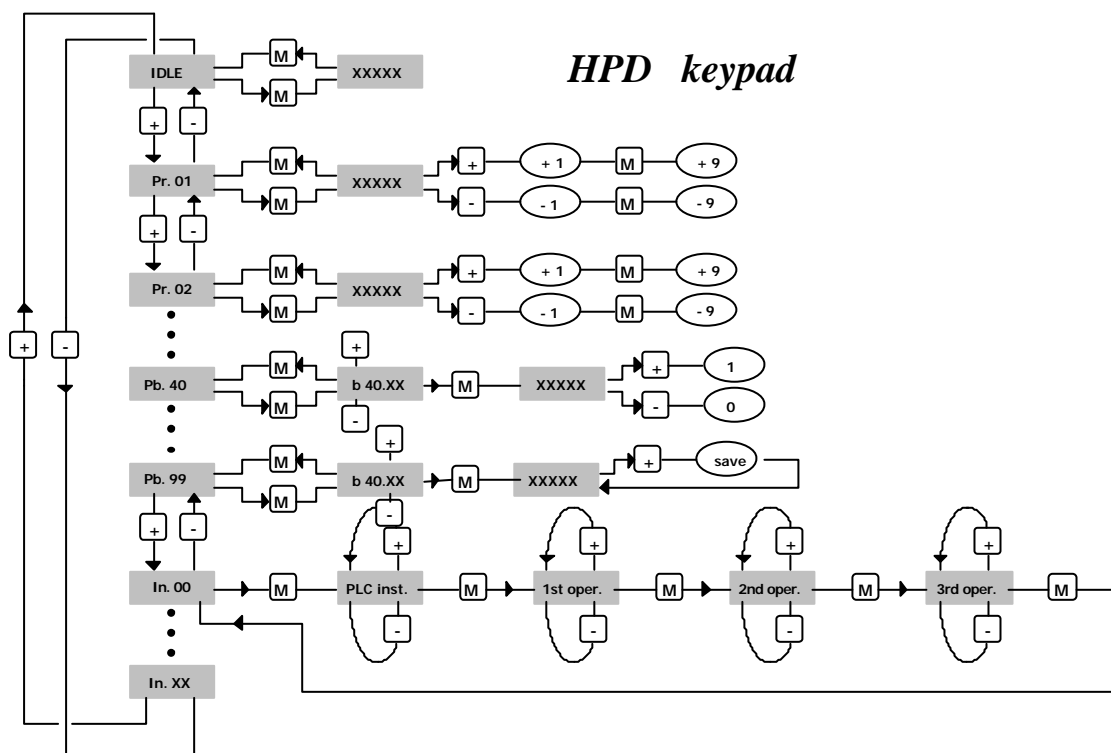 HPD keypad
M
IDLE XXXXX
M
+ -
M + +1 M +9
Pr. 01 XXXXX
M - -1 M -9
+ -
M + +1 M +9
Pr. 02 XXXXX
M - -1 M -9
+ - +
M + 1
Pb. 40 b 40.XX M XXXXX
M - - 0
+
M + save
Pb. 99 b 40.XX M XXXXX
M
-
+ - + + + +
In. 00 M PLC inst. M 1st oper. M 2nd oper. M 3rd oper. M
- - - -
In. XX